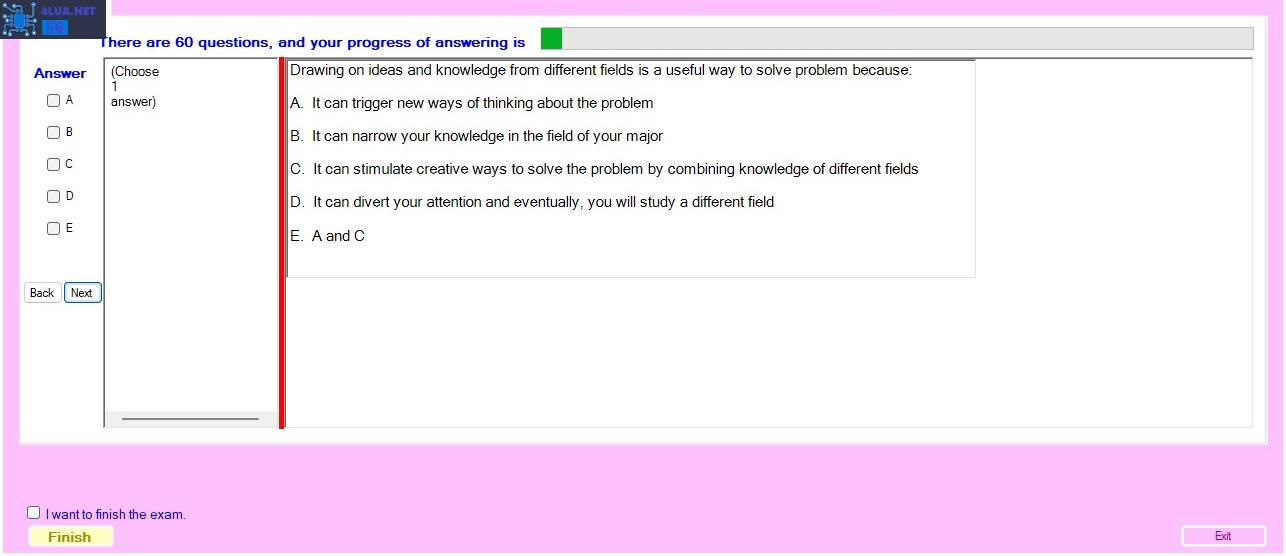 4LUA.NET
56
There are 60 questions, and your progress of answering is
Answer
(Choose
1
answer)
A
B
C
D
E
Back Next
Drawing on ideas and knowledge from different fields is a useful way to solve problem because:
A. It can trigger new ways of thinking about the problem
B. It can narrow your knowledge in the field of your major
C. It can stimulate creative ways to solve the problem by combining knowledge of different fields
D. It can divert your attention and eventually, you will study a different field
E. A and C
I want to finish the exam.
Finish
Exit